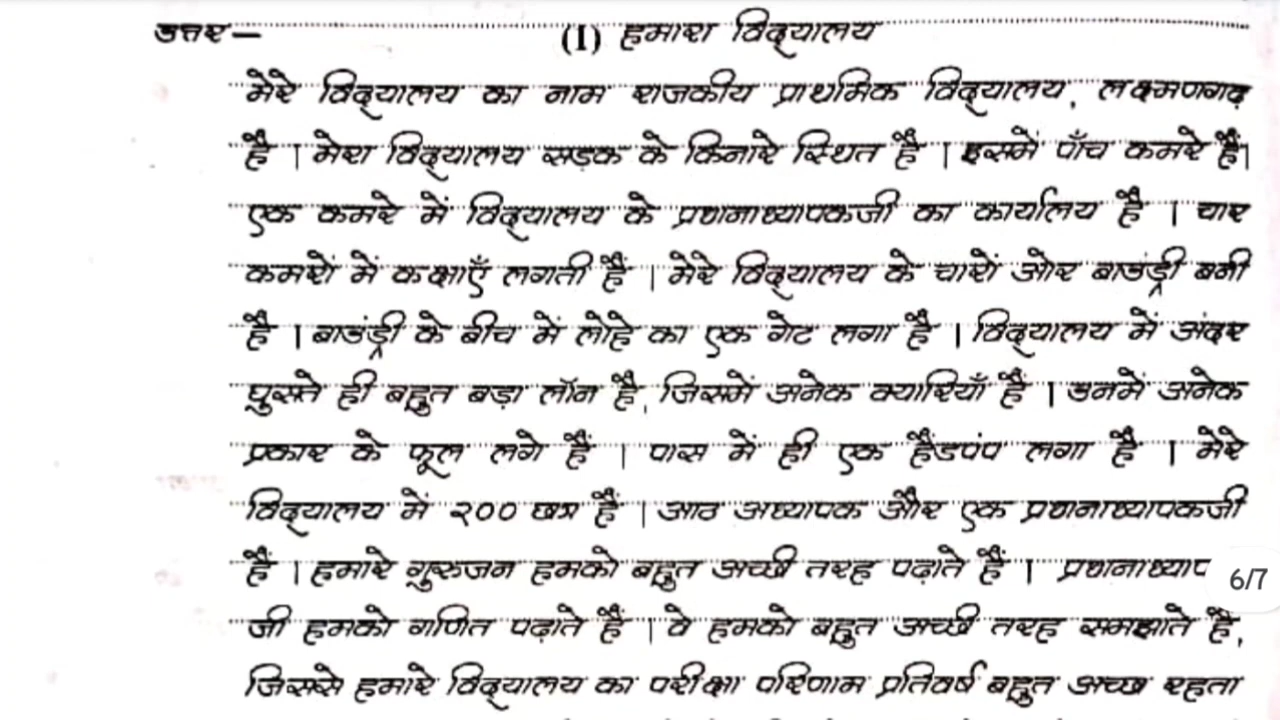 उत्तर— (I) हमारा विद्यालय
मेरे विद्यालय का नाम राजकीय प्राथमिक विद्यालय, लक्ष्मणगढ़
है । मेरा विद्यालय सड़क के किनारे स्थित है । इसमें पाँच कमरे हैं।
एक कमरे में विद्यालय के प्रधानाध्यापकजी का कार्यालय है । चार
कमरों में कक्षाएँ लगती हैं । मेरे विद्यालय के चारों ओर बाउंड्री बनी
है । बाउंड्री के बीच में लोहे का एक गेट लगा है । विद्यालय में अंदर
घुसते ही बहुत बड़ा लॉन है, जिसमें अनेक क्यारियाँ हैं । उनमें अनेक
प्रकार के फूल लगे हैं । पास में ही एक हैंडपंप लगा है । मेरे
विद्यालय में २०० छात्र हैं । आठ अध्यापक और एक प्रधानाध्यापकजी
हैं । हमारे गुरुजन हमको बहुत अच्छी तरह पढ़ाते हैं । प्रधानाध्याप
6/7
जी हमको गणित पढ़ाते हैं । वे हमको बहुत अच्छी तरह समझाते हैं,
जिससे हमारे विद्यालय का परीक्षा परिणाम प्रतिवर्ष बहुत अच्छा रहता